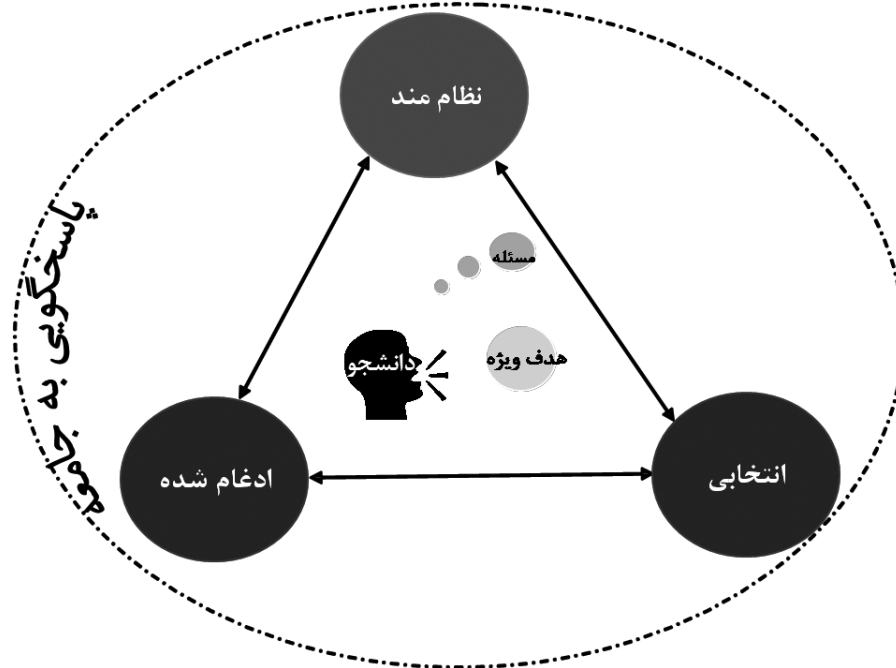 نظام مند
مسئله
هدف ویژه
دانشجو
پاسخگویی به جامعه
انتخابی
ادغام شده